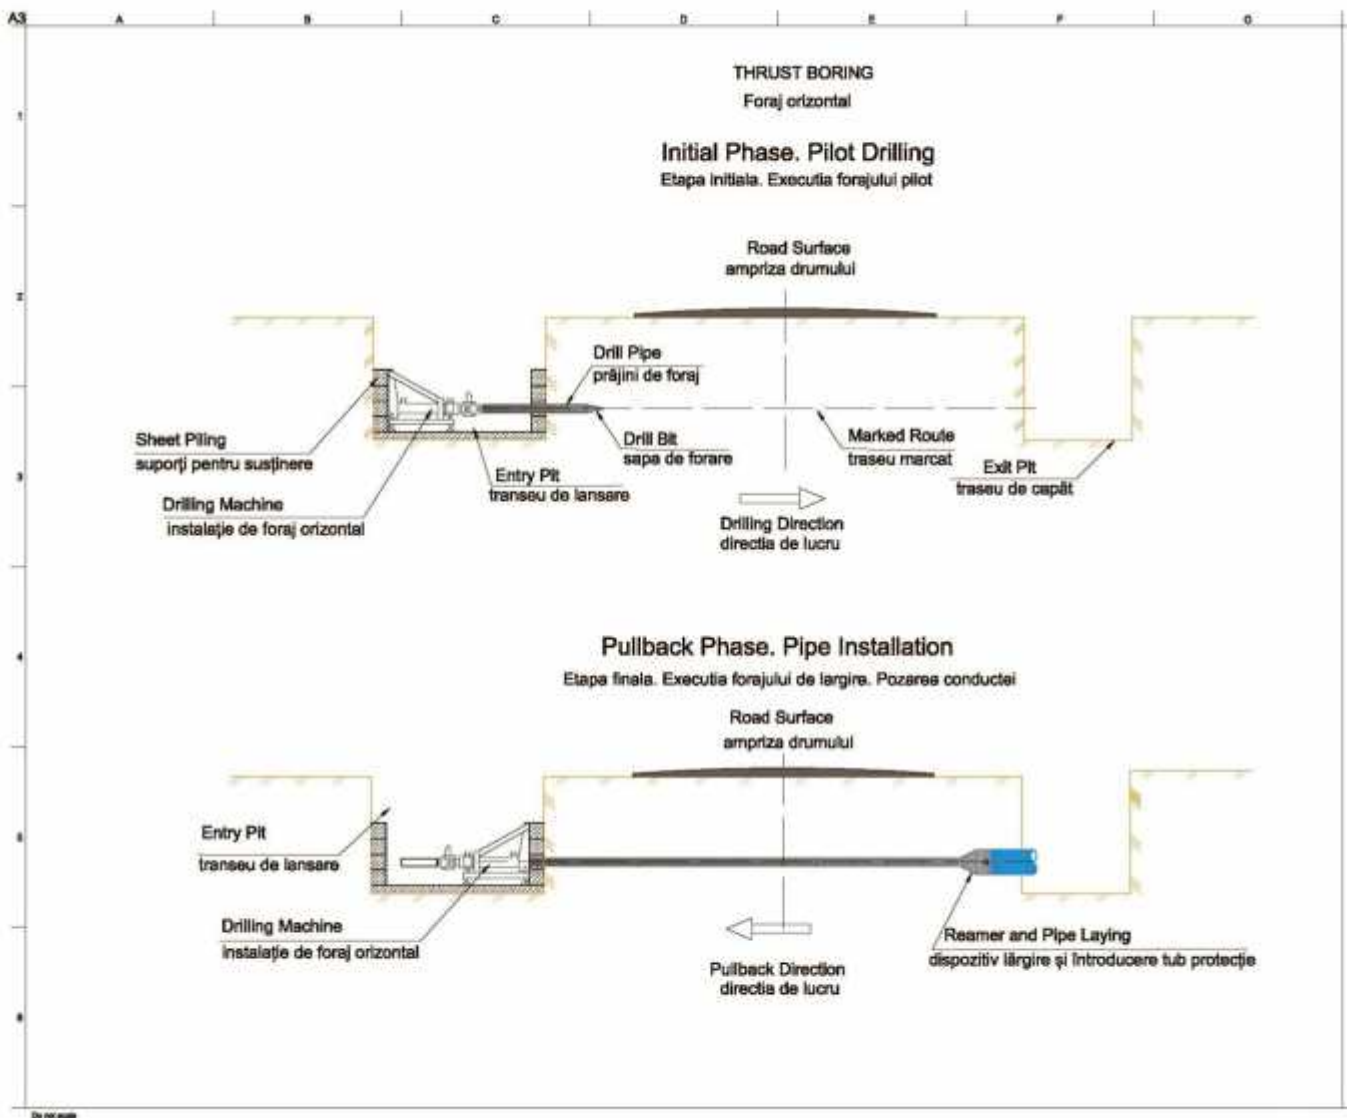 A3
A B C D E F G
THRUST BORING
Foraj orizontal
1
Initial Phase. Pilot Drilling
Etapa initiala. Executia forajului pilot
Road Surface
ampriza drumului
2
Drill Pipe
prăjini de foraj
Sheet Piling
suporți pentru susținere
Drill Bit
sapa de forare
Marked Route
traseu marcat
3
Entry Pit
transeu de lansare
Exit Pit
traseu de capăt
Drilling Machine
instalație de foraj orizontal
Drilling Direction
directia de lucru
4
Pullback Phase. Pipe Installation
Etapa finala. Executia forajului de largire. Pozarea conductei
Road Surface
ampriza drumului
5
Entry Pit
transeu de lansare
Drilling Machine
instalație de foraj orizontal
Reamer and Pipe Laying
dispozitiv lărgire și introducere tub protecție
Pullback Direction
directia de lucru
6